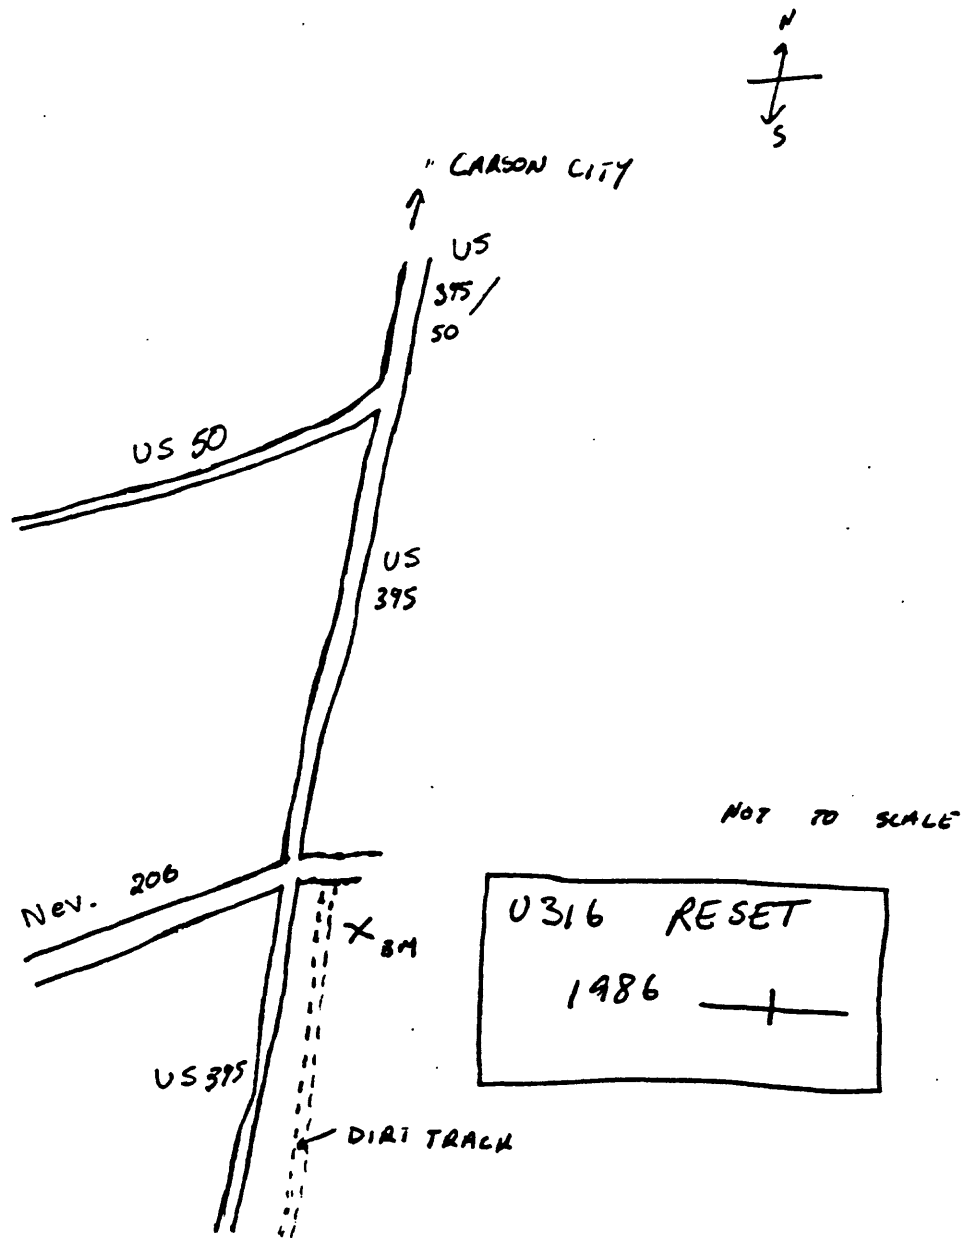 N
S
CARSON CITY
US
395/
50
US 50
US
395
NOT TO SCALE
Nev. 206
X BM
U316 RESET
1986
US 395
DIRT TRACK